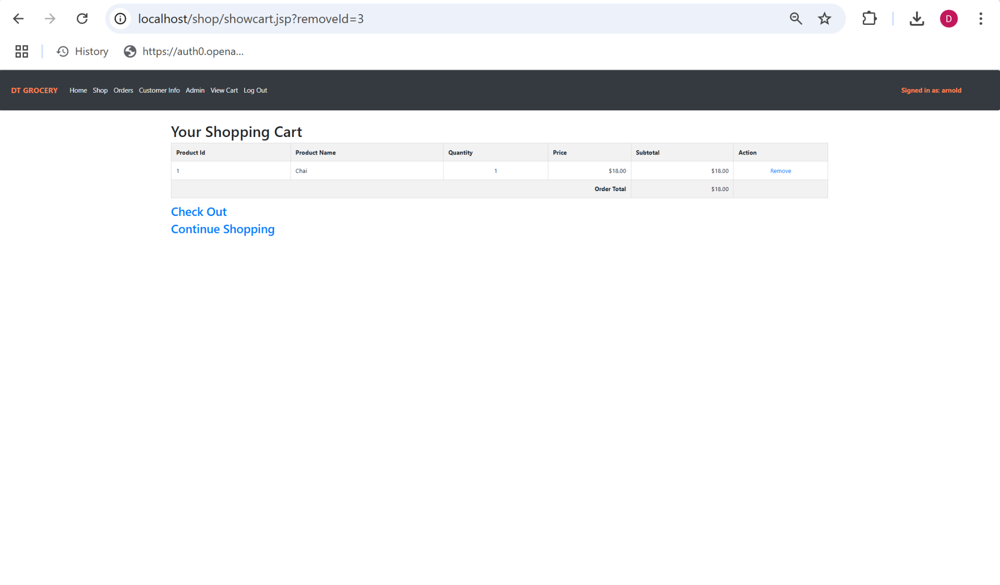 localhost/shop/showcart.jsp?removeId=3
D
History https://auth0.opena...
DT GROCERY Home Shop Orders Customer Info Admin View Cart Log Out Signed in as: arnold
Your Shopping Cart
Product Id Product Name Quantity Price Subtotal Action
1 Chai 1 $18.00 $18.00 Remove
Order Total $18.00
Check Out
Continue Shopping